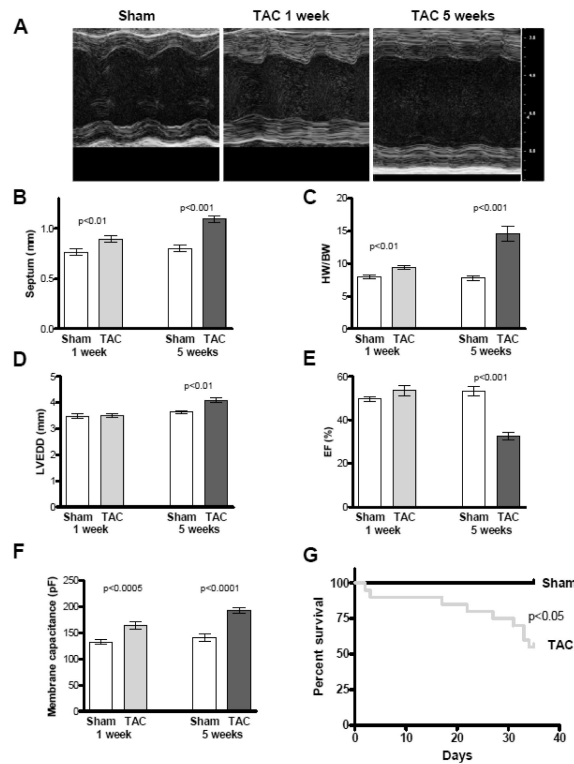 A
Sham
TAC 1 week
TAC 5 weeks
B
Septum (mm)
1.0
0.5
0.0
p<0.01
p<0.001
Sham TAC
1 week
Sham TAC
5 weeks
C
HW/BW
20
15
10
5
0
p<0.01
p<0.001
Sham TAC
1 week
Sham TAC
5 weeks
D
LVEDD (mm)
5
4
3
2
1
0
p<0.01
Sham TAC
1 week
Sham TAC
5 weeks
E
EF (%)
60
40
20
0
p<0.001
Sham TAC
1 week
Sham TAC
5 weeks
F
Membrane capacitance (pF)
250
200
150
100
50
0
p<0.0005
p<0.0001
Sham TAC
1 week
Sham TAC
5 weeks
G
Percent survival
100
75
50
25
0
Sham
p<0.05
TAC
0 10 20 30 40
Days